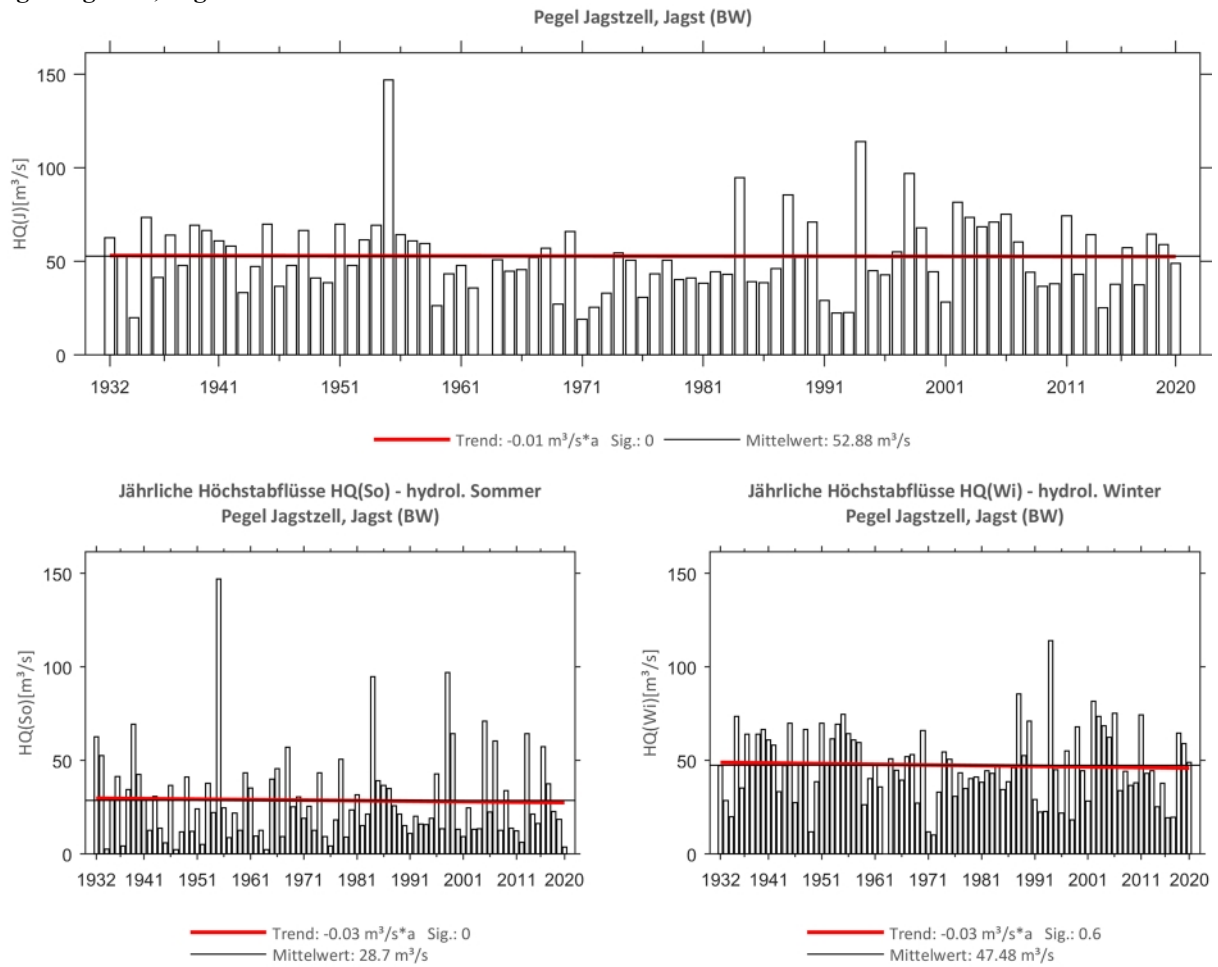 Pegel Jagstzell, Jagst (BW)
HQ(J)[m³/s]
150
100
50
0
1932 1941 1951 1961 1971 1981 1991 2001 2011 2020
Trend: -0.01 m³/s*a Sig.: 0 Mittelwert: 52.88 m³/s
Jährliche Höchstabflüsse HQ(So) - hydrol. Sommer
Pegel Jagstzell, Jagst (BW)
HQ(So)[m³/s]
150
100
50
0
1932 1941 1951 1961 1971 1981 1991 2001 2011 2020
Trend: -0.03 m³/s*a Sig.: 0
Mittelwert: 28.7 m³/s
Jährliche Höchstabflüsse HQ(Wi) - hydrol. Winter
Pegel Jagstzell, Jagst (BW)
HQ(Wi)[m³/s]
150
100
50
0
1932 1941 1951 1961 1971 1981 1991 2001 2011 2020
Trend: -0.03 m³/s*a Sig.: 0.6
Mittelwert: 47.48 m³/s